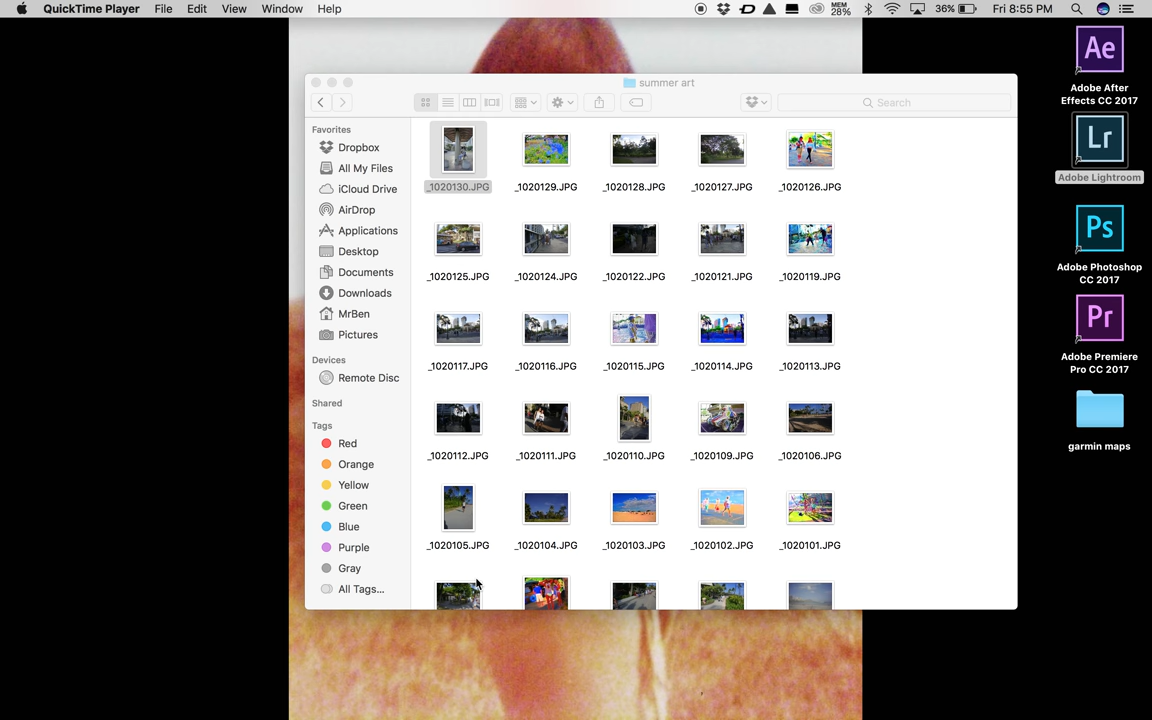 QuickTime Player File Edit View Window Help
MEM 28% 36% Fri 8:55 PM
summer art
Search
Favorites
Dropbox
All My Files
iCloud Drive
AirDrop
Applications
Desktop
Documents
Downloads
MrBen
Pictures
Devices
Remote Disc
Shared
Tags
Red
Orange
Yellow
Green
Blue
Purple
Gray
All Tags...
_1020130.JPG _1020129.JPG _1020128.JPG _1020127.JPG _1020126.JPG
_1020125.JPG _1020124.JPG _1020122.JPG _1020121.JPG _1020119.JPG
_1020117.JPG _1020116.JPG _1020115.JPG _1020114.JPG _1020113.JPG
_1020112.JPG _1020111.JPG _1020110.JPG _1020109.JPG _1020106.JPG
_1020105.JPG _1020104.JPG _1020103.JPG _1020102.JPG _1020101.JPG
Ae
Adobe After
Effects CC 2017
Lr
Adobe Lightroom
Ps
Adobe Photoshop
CC 2017
Pr
Adobe Premiere
Pro CC 2017
garmin maps